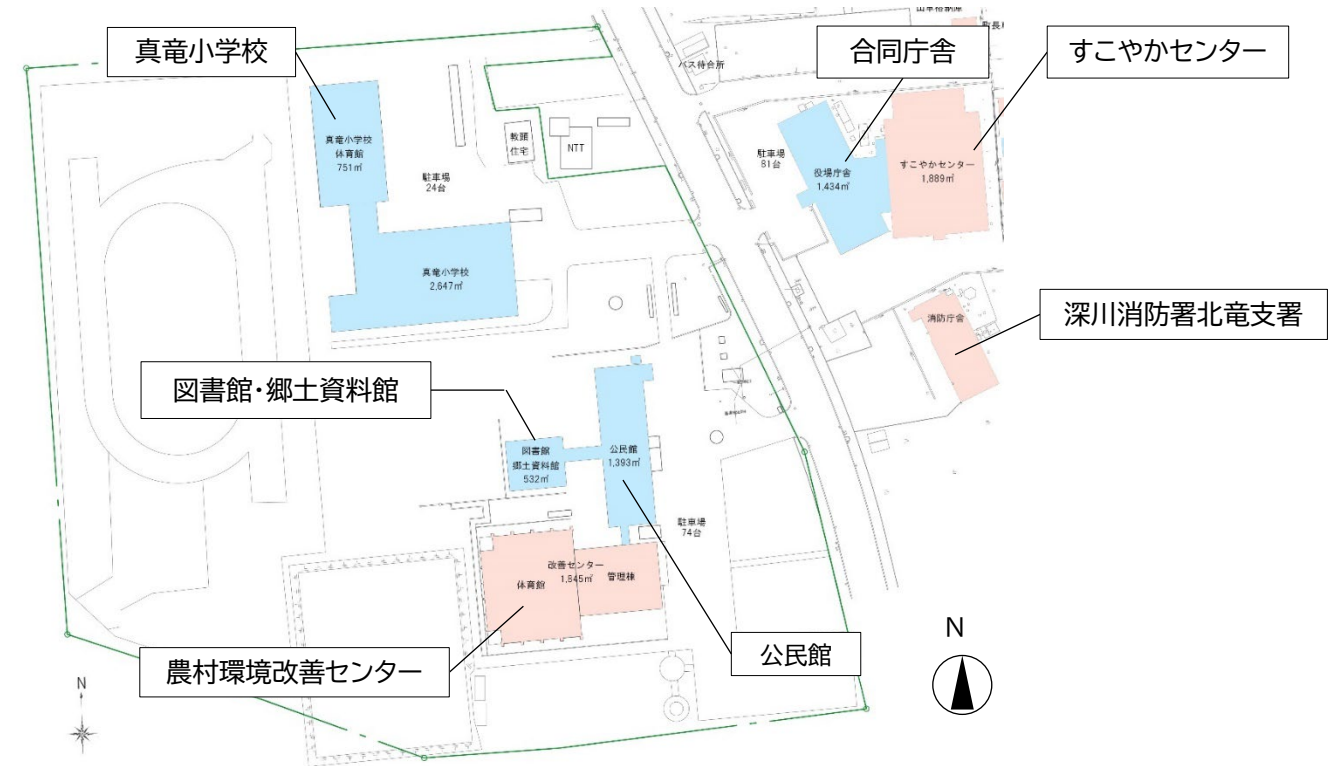 真竜小学校
合同庁舎
すこやかセンター
バス待合所
真竜小学校
体育館
751㎡
教頭
住宅
NTT
駐車場
24台
駐車場
81台
役場庁舎
1,434㎡
すこやかセンター
1,889㎡
真竜小学校
2,647㎡
消防庁舎
深川消防署北竜支署
図書館・郷土資料館
図書館
郷土資料館
532㎡
公民館
1,393㎡
駐車場
74台
改善センター
1,845㎡
体育館
管理棟
農村環境改善センター
公民館
N
N